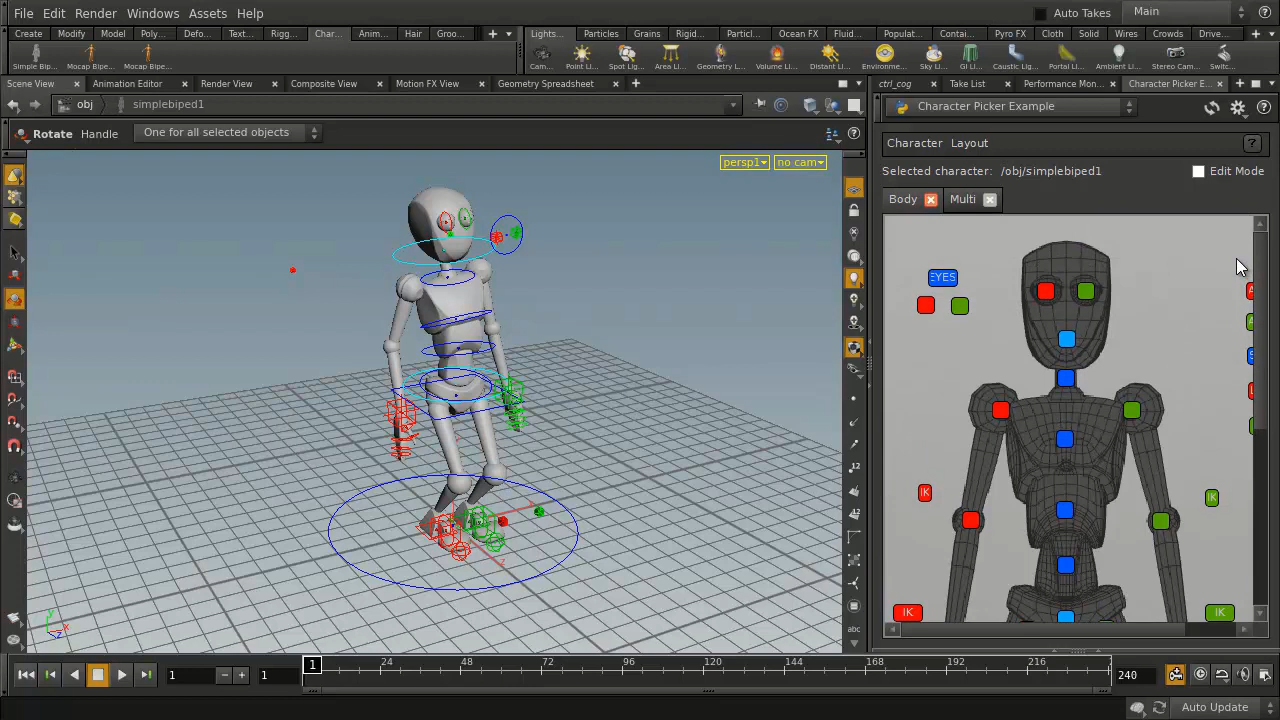 File Edit Render Windows Assets Help
Auto Takes Main
Create Modify Model Poly... Defo... Text... Rigg... Char... Anim... Hair Groo...
Lights... Particles Grains Rigid... Particl... Ocean FX Fluid... Populat... Contai... Pyro FX Cloth Solid Wires Crowds Drive...
Simple Bip... Mocap Bipe... Mocap Bipe...
Cam... Point Li... Spot Lig... Area Li... Geometry L... Volume Li... Distant Li... Environme... Sky Li... GI Lig... Caustic Lig... Portal Li... Ambient Li... Stereo Cam... Switc...
Scene View Animation Editor Render View Composite View Motion FX View Geometry Spreadsheet
ctrl_cog Take List Performance Mon... Character Picker E...
obj simplebiped1
Character Picker Example
Rotate Handle One for all selected objects
Character Layout
Selected character: /obj/simplebiped1 Edit Mode
persp1 no cam
Body Multi
EYES
IK IK
IK IK
12
12
abc
y x z
1 24 48 72 96 120 144 168 192 216
1 1 240
Auto Update